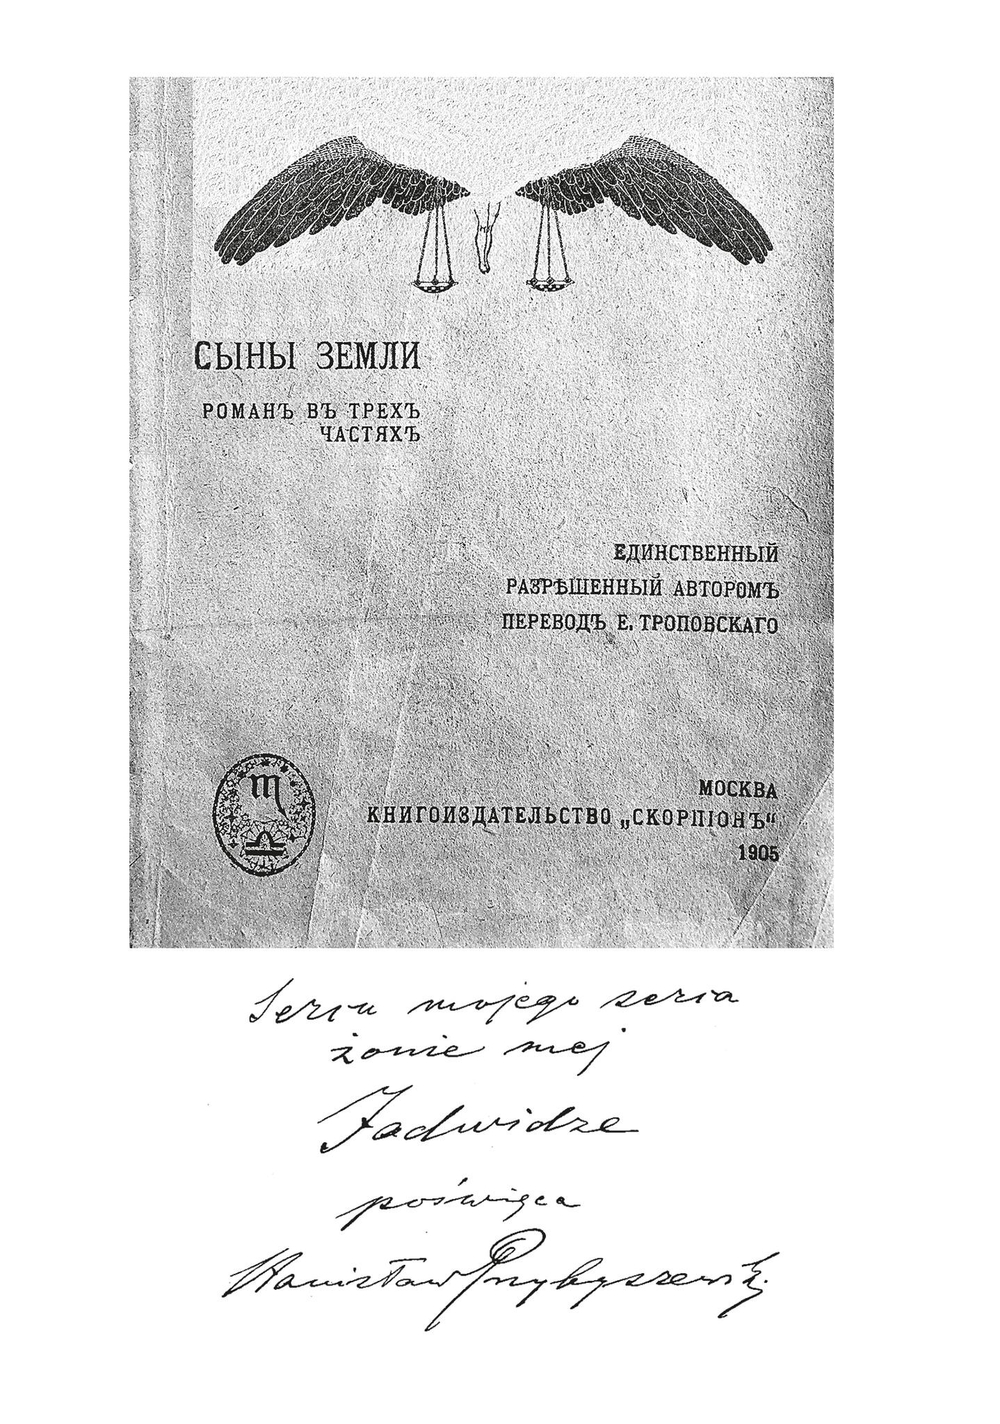 СЫНЫ ЗЕМЛИ
РОМАНЪ ВЪ ТРЕХЪ
ЧАСТЯХЪ
ЕДИНСТВЕННЫЙ
РАЗРѢШЕННЫЙ АВТОРОМЪ
ПЕРЕВОДЪ Е. ТРОПОВСКАГО
МОСКВА
КНИГОИЗДАТЕЛЬСТВО „СКОРПІОНЪ“
1905
Sercu mojego serca
żonie mej
Jadwidze
poświęca
Stanisław Przybyszewski